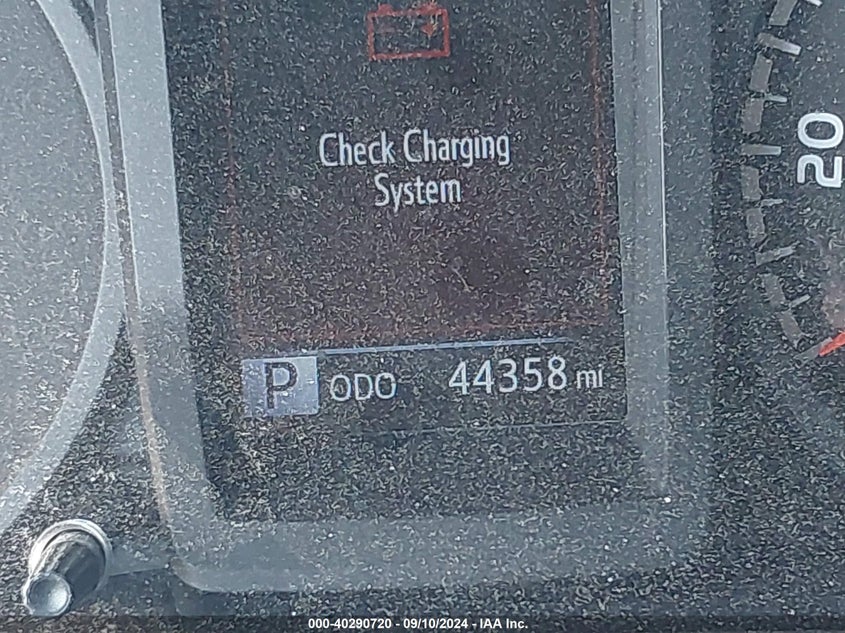 Check Charging
System
20
P ODO 44358 mi
000-40290720 - 09/10/2024 - IAA Inc.